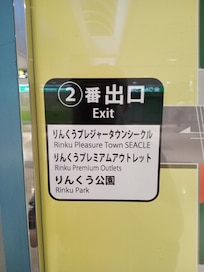 ②番出口
Exit
りんくうプレジャータウンシークル
Rinku Pleasure Town SEACLE
りんくうプレミアムアウトレット
Rinku Premium Outlets
りんくう公園
Rinku Park